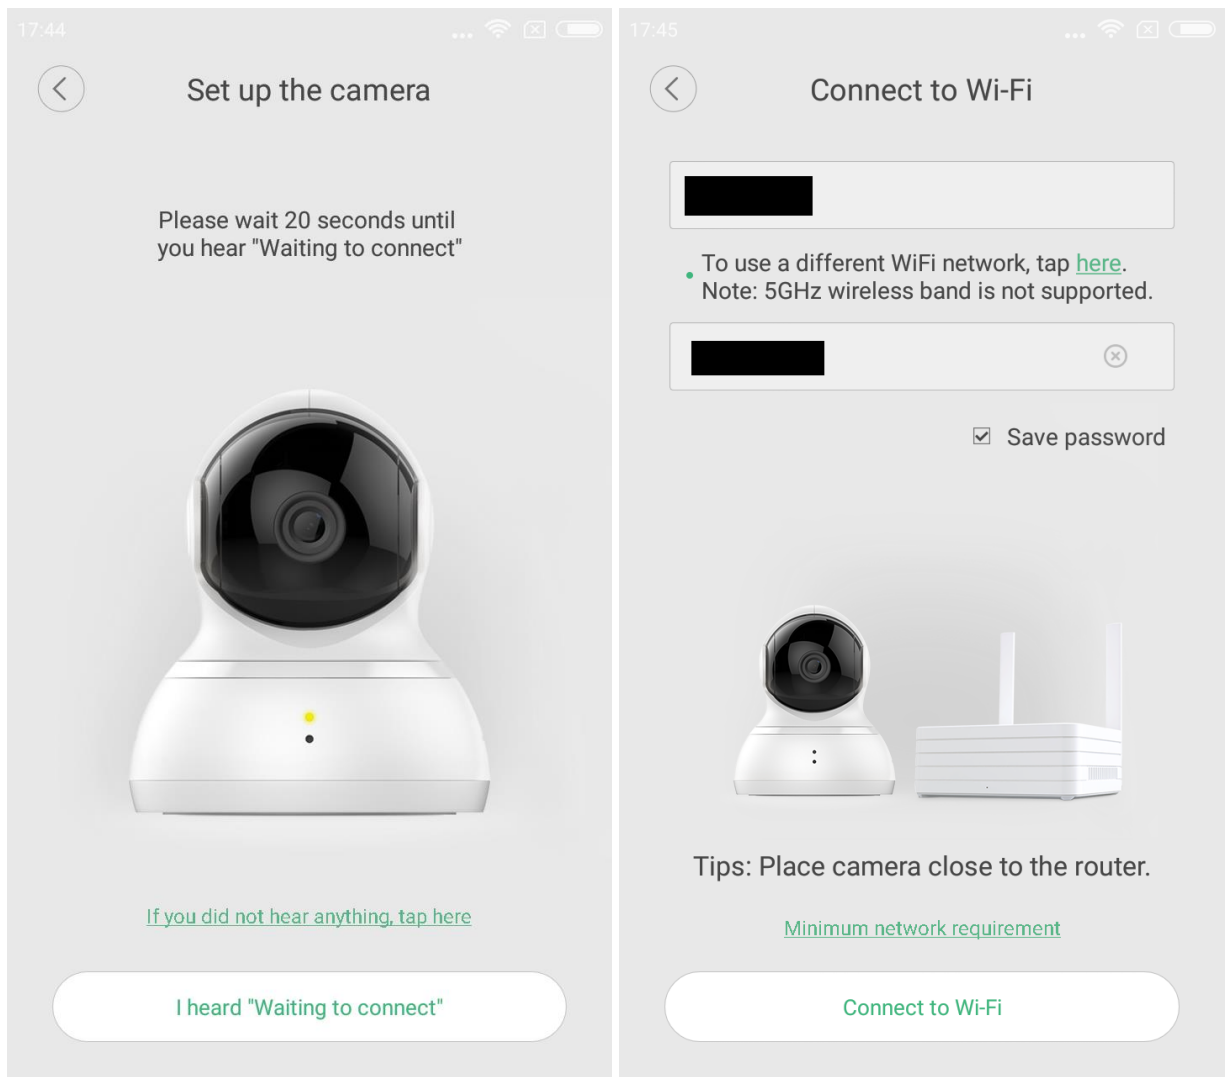 17:44
Set up the camera
Please wait 20 seconds until
you hear "Waiting to connect"
If you did not hear anything, tap here
I heard "Waiting to connect"
17:45
Connect to Wi-Fi
To use a different WiFi network, tap here.
Note: 5GHz wireless band is not supported.
Save password
Tips: Place camera close to the router.
Minimum network requirement
Connect to Wi-Fi